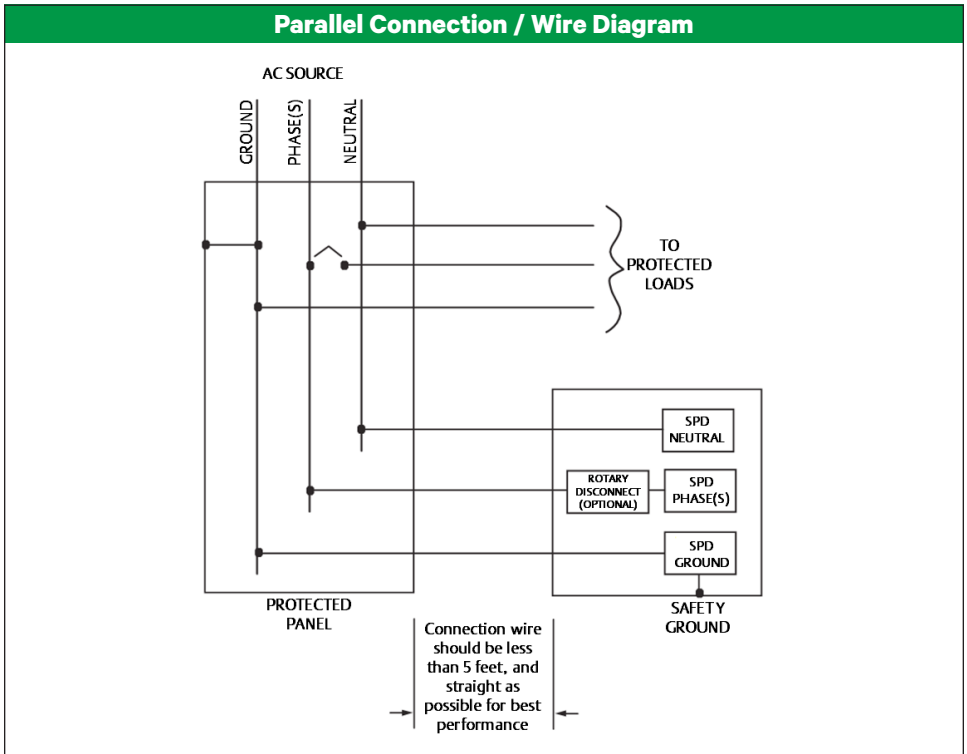 Parallel Connection / Wire Diagram
AC SOURCE
GROUND
PHASE(S)
NEUTRAL
TO
PROTECTED
LOADS
SPD
NEUTRAL
ROTARY
DISCONNECT
(OPTIONAL)
SPD
PHASE(S)
SPD
GROUND
PROTECTED
PANEL
SAFETY
GROUND
Connection wire
should be less
than 5 feet, and
straight as
possible for best
performance